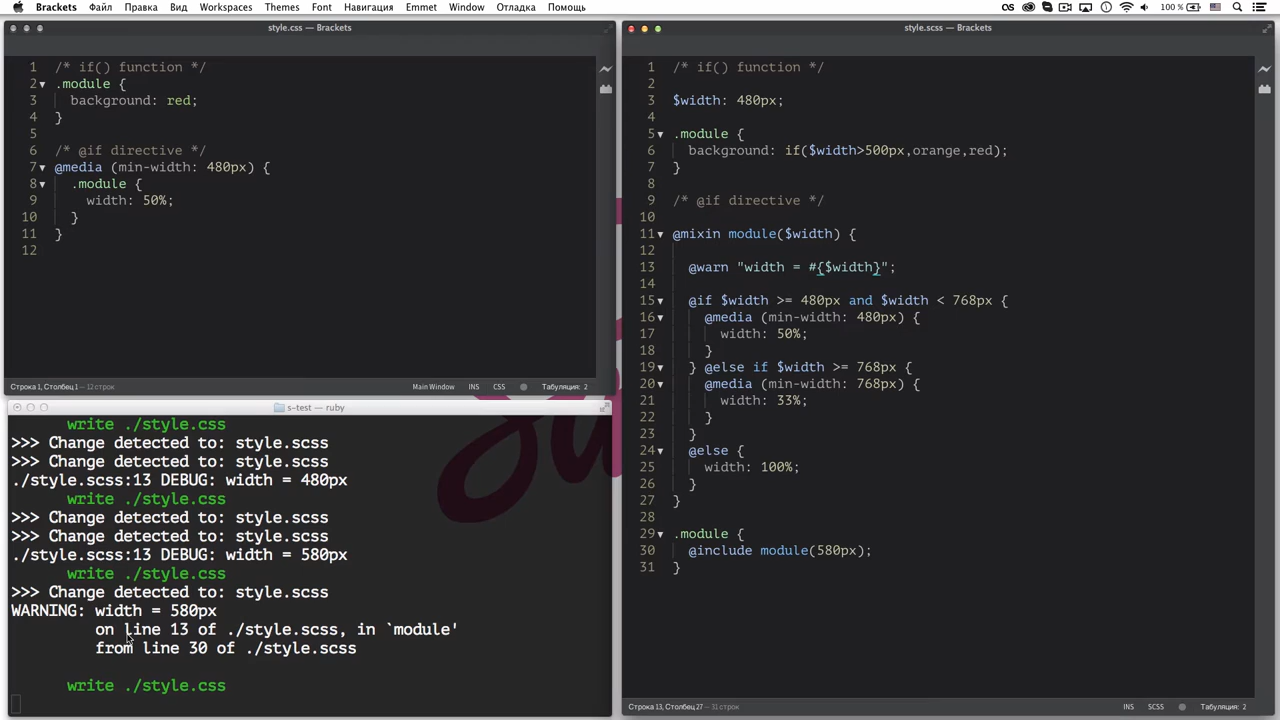 Brackets Файл Правка Вид Workspaces Themes Font Навигация Emmet Window Отладка Помощь 100 %
style.css — Brackets
1 /* if() function */
2 .module {
3 background: red;
4 }
5
6 /* @if directive */
7 @media (min-width: 480px) {
8 .module {
9 width: 50%;
10 }
11 }
12
Строка 1, Столбец 1 — 12 строк Main Window INS CSS Табуляция: 2
s-test — ruby
write ./style.css
>>> Change detected to: style.scss
>>> Change detected to: style.scss
./style.scss:13 DEBUG: width = 480px
write ./style.css
>>> Change detected to: style.scss
>>> Change detected to: style.scss
./style.scss:13 DEBUG: width = 580px
write ./style.css
>>> Change detected to: style.scss
WARNING: width = 580px
on line 13 of ./style.scss, in `module'
from line 30 of ./style.scss
write ./style.css
style.scss — Brackets
1 /* if() function */
2
3 $width: 480px;
4
5 .module {
6 background: if($width>500px,orange,red);
7 }
8
9 /* @if directive */
10
11 @mixin module($width) {
12
13 @warn "width = #{$width}";
14
15 @if $width >= 480px and $width < 768px {
16 @media (min-width: 480px) {
17 width: 50%;
18 }
19 } @else if $width >= 768px {
20 @media (min-width: 768px) {
21 width: 33%;
22 }
23 }
24 @else {
25 width: 100%;
26 }
27 }
28
29 .module {
30 @include module(580px);
31 }
Строка 13, Столбец 27 — 31 строк INS SCSS Табуляция: 2